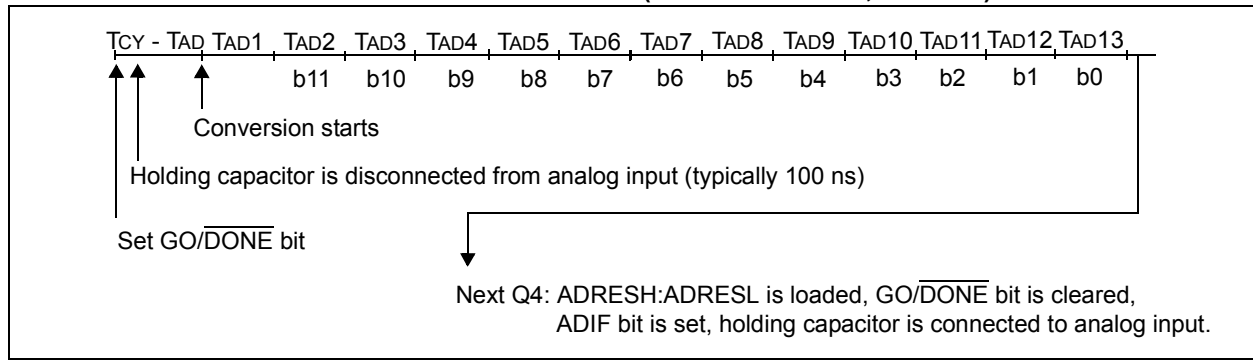 TCY - TAD TAD1 TAD2 TAD3 TAD4 TAD5 TAD6 TAD7 TAD8 TAD9 TAD10 TAD11 TAD12 TAD13
b11 b10 b9 b8 b7 b6 b5 b4 b3 b2 b1 b0
Conversion starts
Holding capacitor is disconnected from analog input (typically 100 ns)
Set GO/DONE bit
Next Q4: ADRESH:ADRESL is loaded, GO/DONE bit is cleared,
ADIF bit is set, holding capacitor is connected to analog input.